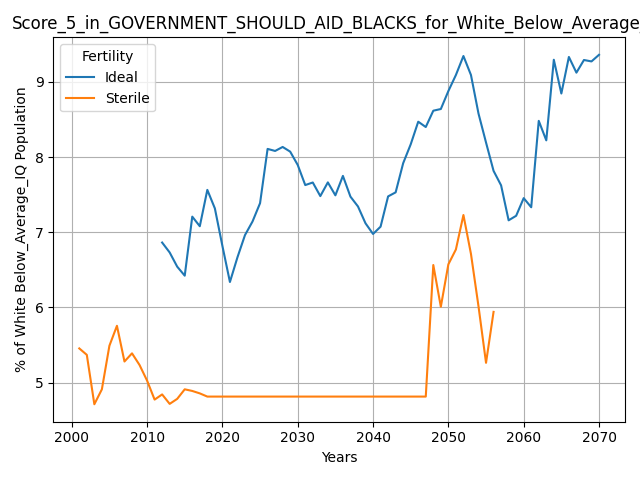 Score_5_in_GOVERNMENT_SHOULD_AID_BLACKS_for_White_Below_Average_
Fertility
Ideal
Sterile
9
8
7
6
5
% of White Below_Average_IQ Population
2000 2010 2020 2030 2040 2050 2060 2070
Years